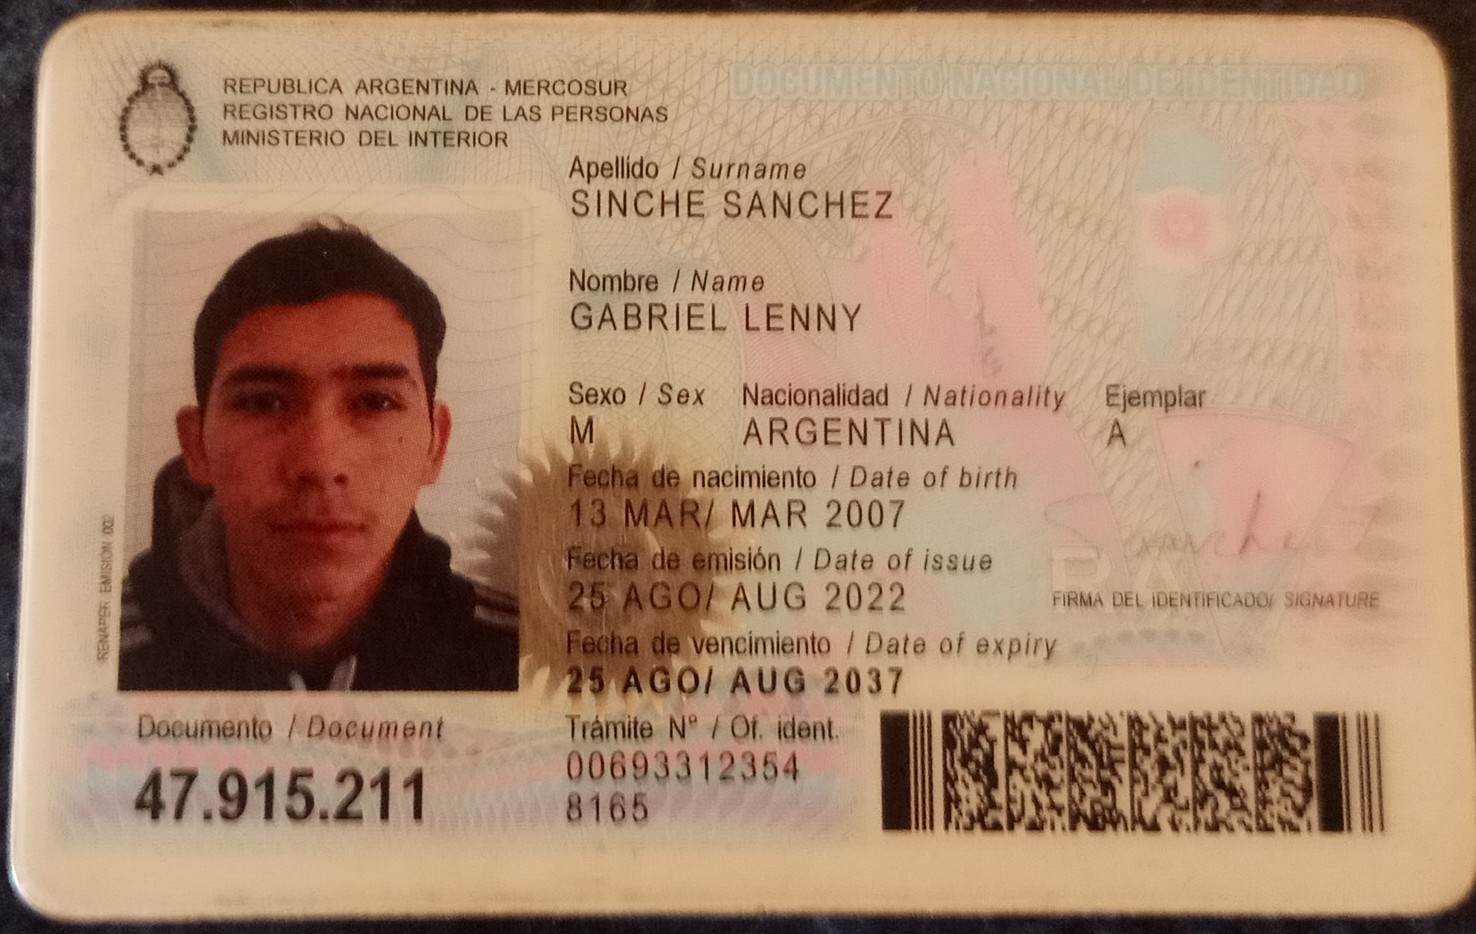 REPUBLICA ARGENTINA - MERCOSUR
REGISTRO NACIONAL DE LAS PERSONAS
MINISTERIO DEL INTERIOR
DOCUMENTO NACIONAL DE IDENTIDAD
Apellido / Surname
SINCHE SANCHEZ
Nombre / Name
GABRIEL LENNY
Sexo / Sex Nacionalidad / Nationality Ejemplar
M ARGENTINA A
Fecha de nacimiento / Date of birth
13 MAR/ MAR 2007
Fecha de emisión / Date of issue
25 AGO/ AUG 2022
FIRMA DEL IDENTIFICADO/ SIGNATURE
Fecha de vencimiento / Date of expiry
25 AGO/ AUG 2037
RENAPER EMISIÓN 002
Documento / Document
47.915.211
Trámite Nº / Of. ident.
00693312354
8165